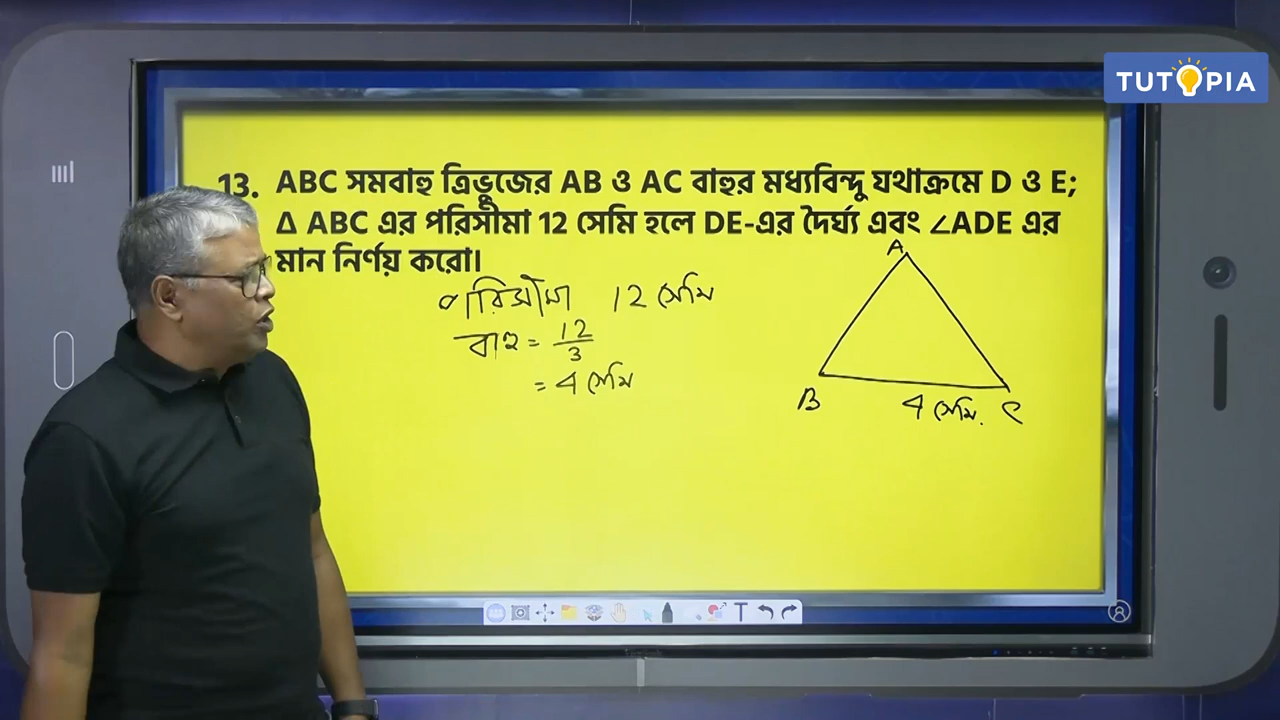 TUTOPIA
13. ABC সমবাহু ত্রিভুজের AB ও AC বাহুর মধ্যবিন্দু যথাক্রমে D ও E;
Δ ABC এর পরিসীমা 12 সেমি হলে DE-এর দৈর্ঘ্য এবং ∠ADE এর
মান নির্ণয় করো।
পরিসীমা 12 সেমি
বাহু = 12/3
= 4 সেমি
A
B
4 সেমি.
C
T